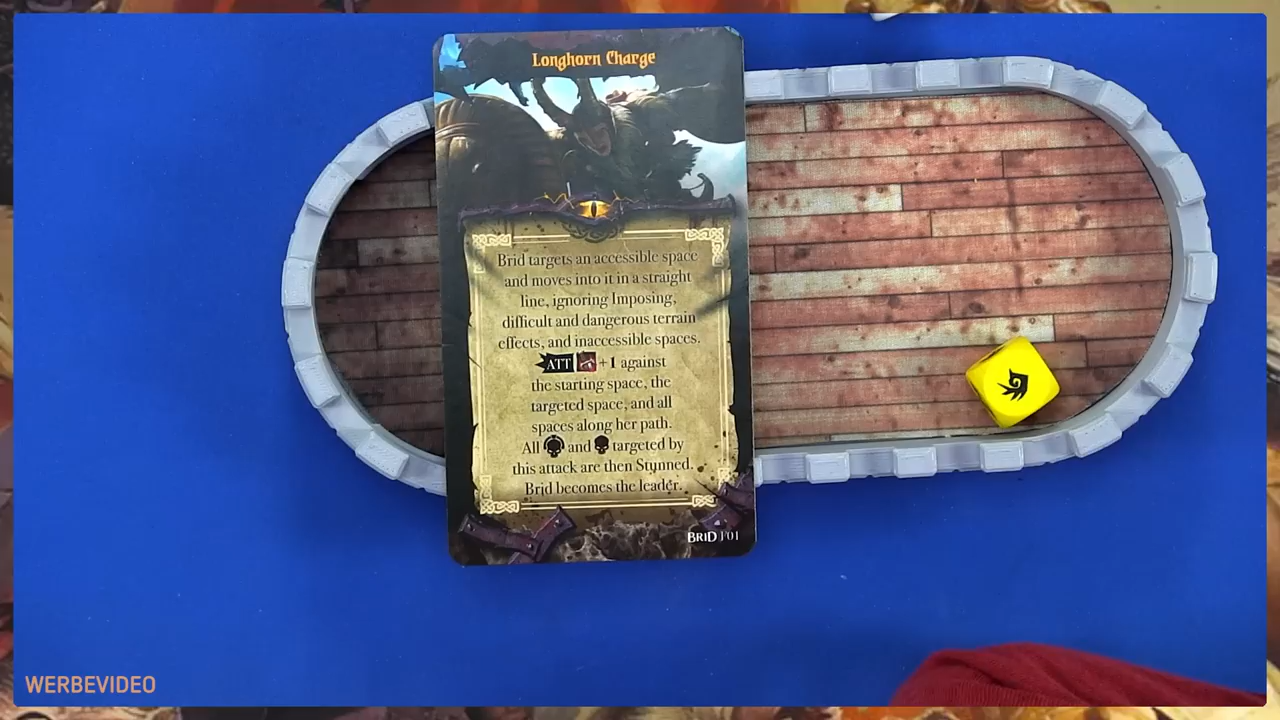 Longhorn Charge
Brid targets an accessible space
and moves into it in a straight
line, ignoring Imposing,
difficult and dangerous terrain
effects, and inaccessible spaces.
ATT +1 against
the starting space, the
targeted space, and all
spaces along her path.
All and targeted by
this attack are then Stunned.
Brid becomes the leader.
BRID P01
WERBEVIDEO